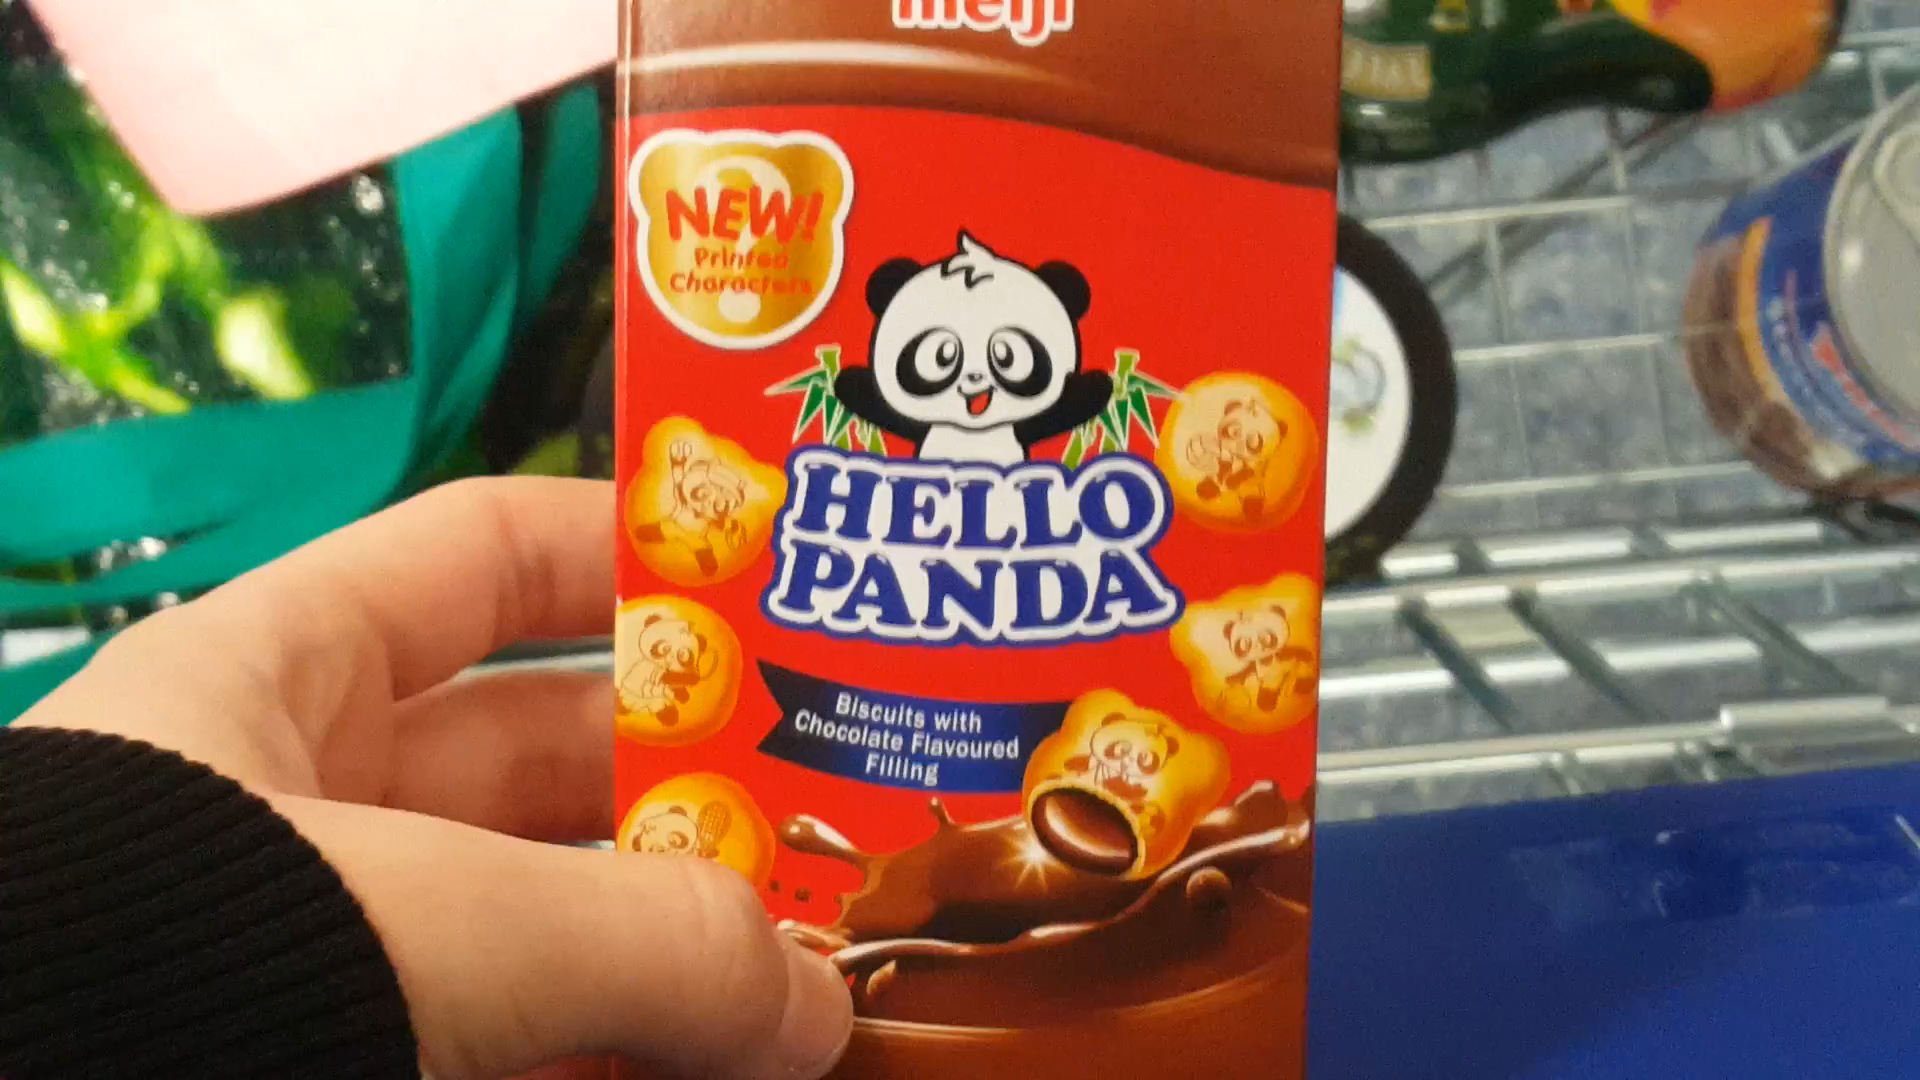 meiji
NEW!
Printed
Characters
HELLO
PANDA
Biscuits with
Chocolate Flavoured
Filling